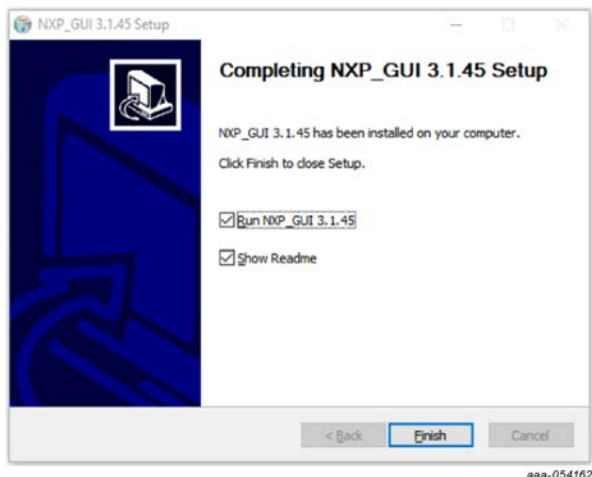 NXP_GUI 3.1.45 Setup
Completing NXP_GUI 3.1.45 Setup
NXP_GUI 3.1.45 has been installed on your computer.
Click Finish to close Setup.
Run NXP_GUI 3.1.45
Show Readme
< Back Finish Cancel
aaa-054162